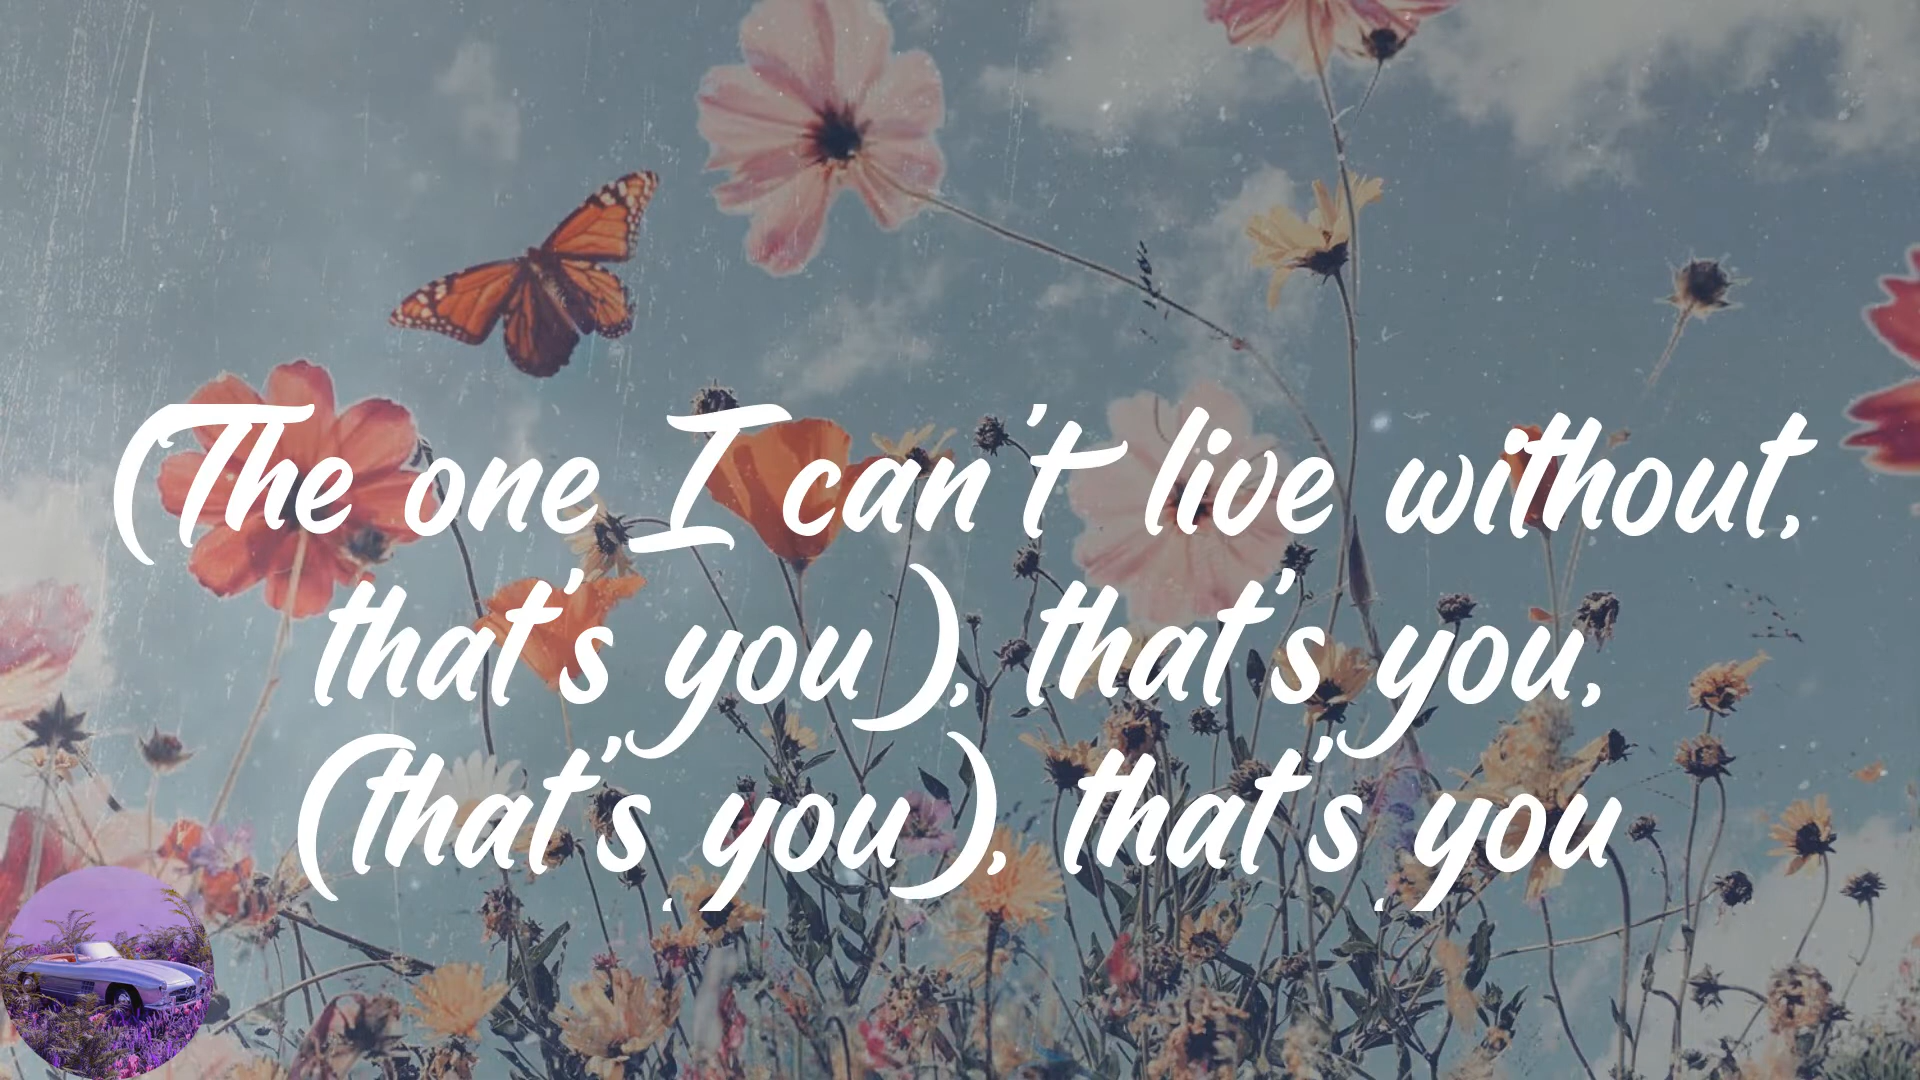 (The one I can't live without,
that's you), that's you,
(that's you), that's you